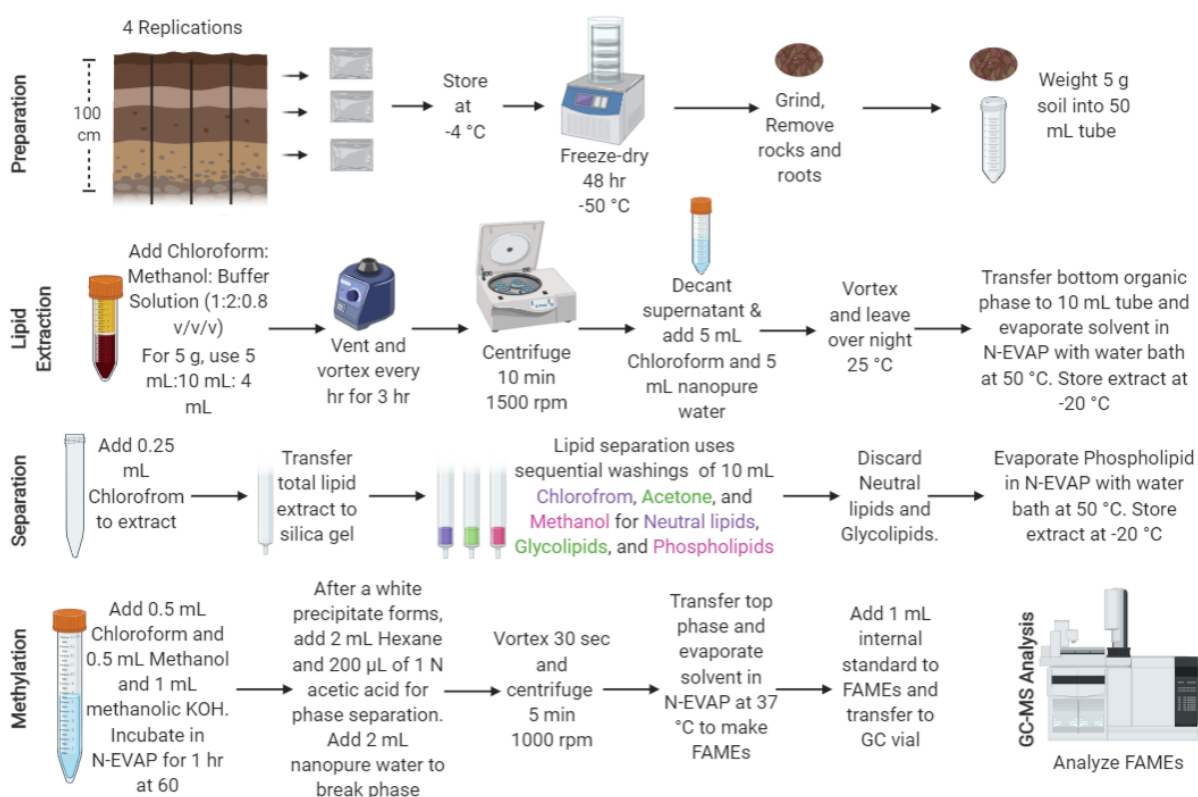 4 Replications
Preparation
100
cm
Store
at
-4 °C
Freeze-dry
48 hr
-50 °C
Grind,
Remove
rocks and
roots
Weight 5 g
soil into 50
mL tube
Lipid
Extraction
Add Chloroform:
Methanol: Buffer
Solution (1:2:0.8
v/v/v)
For 5 g, use 5
mL:10 mL: 4
mL
Vent and
vortex every
hr for 3 hr
Centrifuge
10 min
1500 rpm
Decant
supernatant &
add 5 mL
Chloroform and 5
mL nanopure
water
Vortex
and leave
over night
25 °C
Transfer bottom organic
phase to 10 mL tube and
evaporate solvent in
N-EVAP with water bath
at 50 °C. Store extract at
-20 °C
Separation
Add 0.25
mL
Chlorofrom
to extract
Transfer
total lipid
extract to
silica gel
Lipid separation uses
sequential washings of 10 mL
Chlorofrom, Acetone, and
Methanol for Neutral lipids,
Glycolipids, and Phospholipids
Discard
Neutral
lipids and
Glycolipids.
Evaporate Phospholipid
in N-EVAP with water
bath at 50 °C. Store
extract at -20 °C
Methylation
Add 0.5 mL
Chloroform and
0.5 mL Methanol
and 1 mL
methanolic KOH.
Incubate in
N-EVAP for 1 hr
at 60
After a white
precipitate forms,
add 2 mL Hexane
and 200 µL of 1 N
acetic acid for
phase separation.
Add 2 mL
nanopure water to
break phase
Vortex 30 sec
and
centrifuge
5 min
1000 rpm
Transfer top
phase and
evaporate
solvent in
N-EVAP at 37
°C to make
FAMEs
Add 1 mL
internal
standard to
FAMEs and
transfer to
GC vial
GC-MS Analysis
Analyze FAMEs